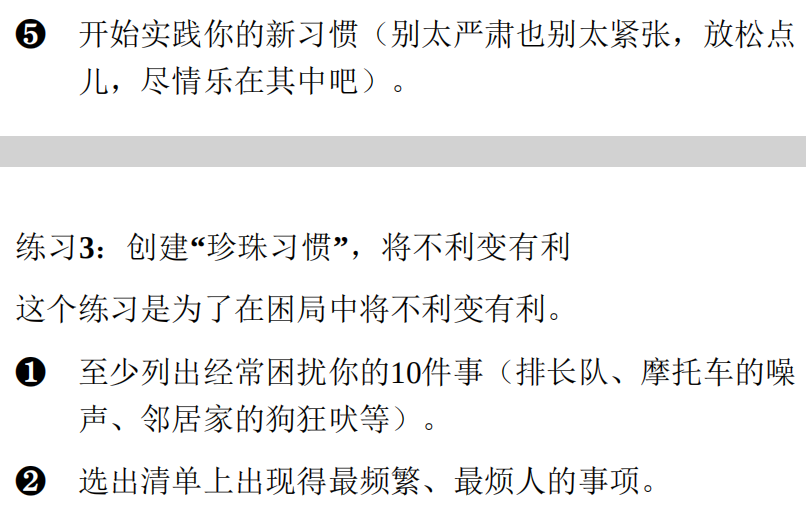 ❺ 开始实践你的新习惯（别太严肃也别太紧张，放松点
儿，尽情乐在其中吧）。
练习3：创建“珍珠习惯”，将不利变有利
这个练习是为了在困局中将不利变有利。
❶ 至少列出经常困扰你的10件事（排长队、摩托车的噪
声、邻居家的狗狂吠等）。
❷ 选出清单上出现得最频繁、最烦人的事项。